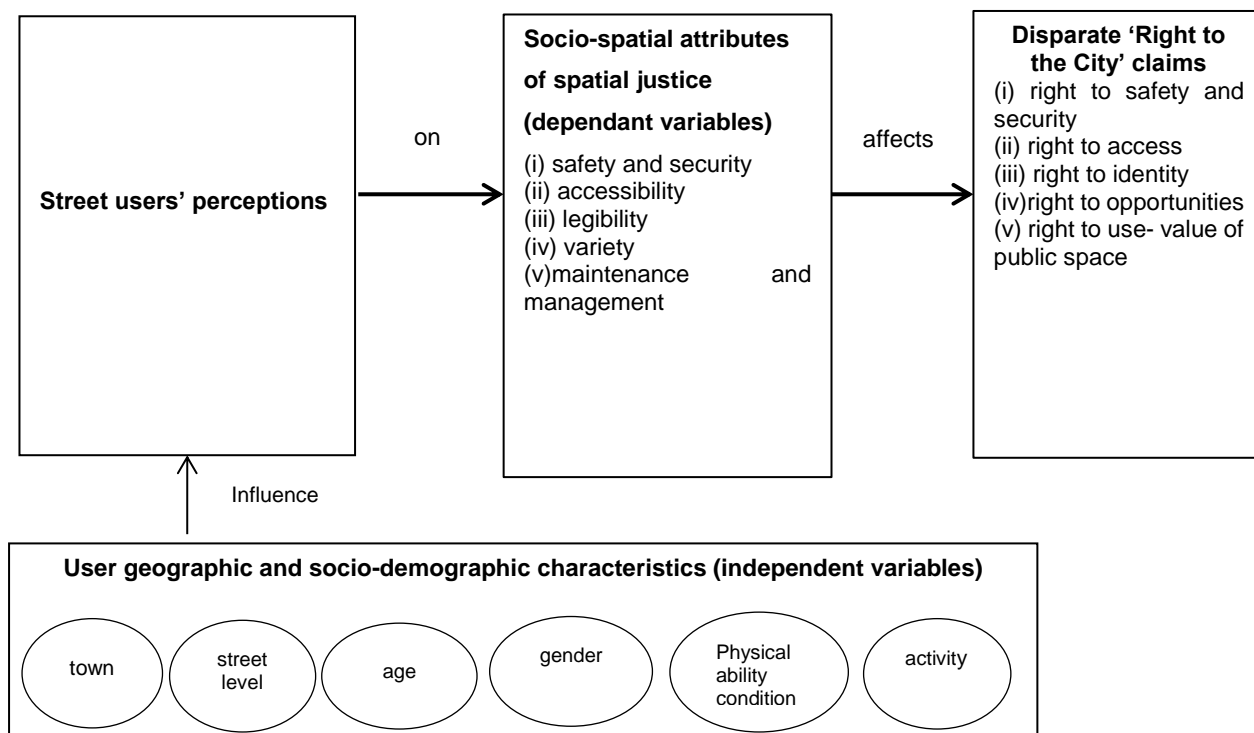 Street users’ perceptions
on
Socio-spatial attributes
of spatial justice
(dependant variables)
(i) safety and security
(ii) accessibility
(iii) legibility
(iv) variety
(v)maintenance and
management
affects
Disparate ‘Right to
the City’ claims
(i) right to safety and
security
(ii) right to access
(iii) right to identity
(iv)right to opportunities
(v) right to use- value of
public space
Influence
User geographic and socio-demographic characteristics (independent variables)
town
street
level
age
gender
Physical
ability
condition
activity